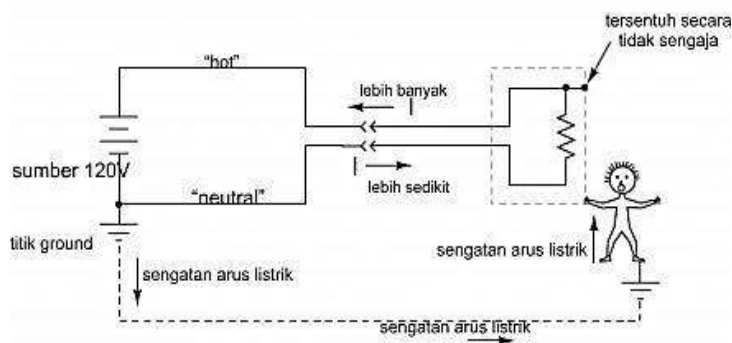 tersentuh secara
tidak sengaja
"hot"
lebih banyak
I
sumber 120V
I
lebih sedikit
"neutral"
titik ground
sengatan arus listrik
sengatan arus listrik
sengatan arus listrik